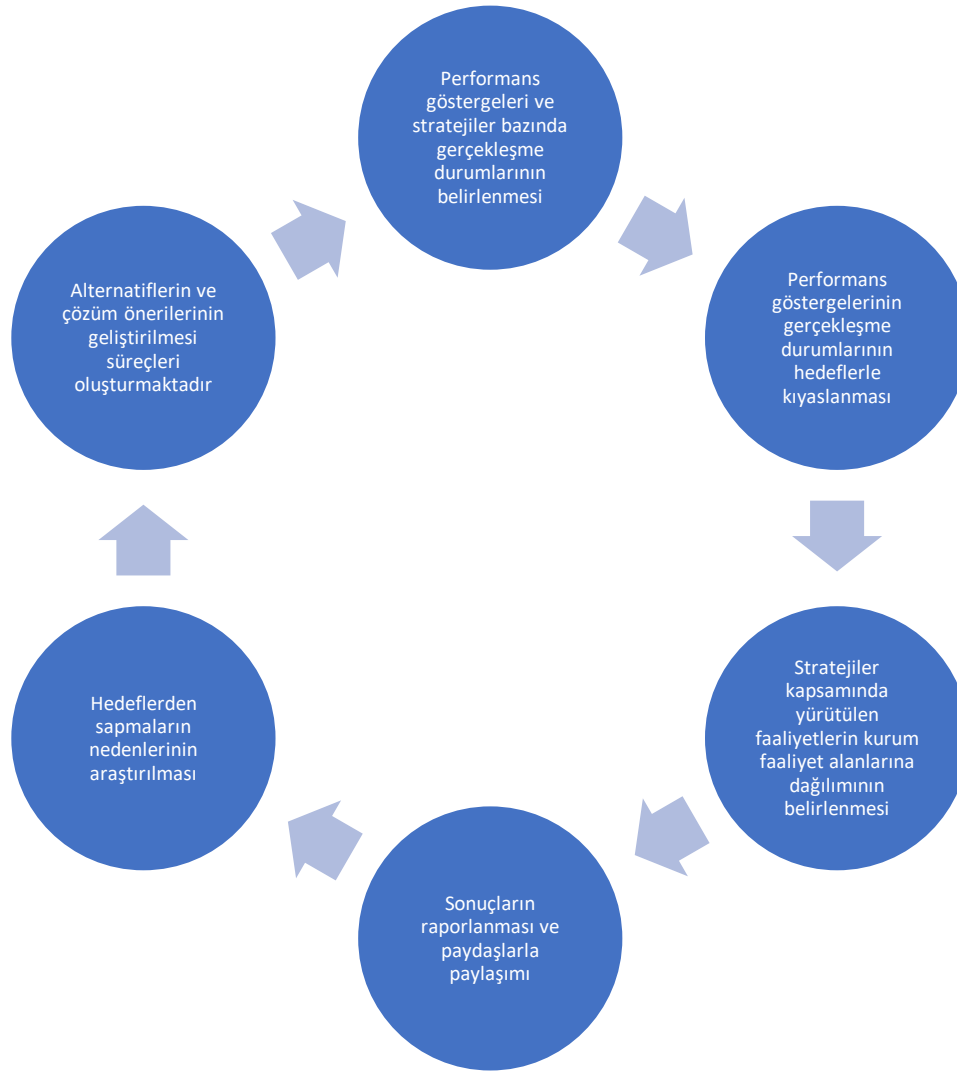 Performans
göstergeleri ve
stratejiler bazında
gerçekleşme
durumlarının
belirlenmesi
Performans
göstergelerinin
gerçekleşme
durumlarının
hedeflerle
kıyaslanması
Stratejiler
kapsamında
yürütülen
faaliyetlerin kurum
faaliyet alanlarına
dağılımının
belirlenmesi
Sonuçların
raporlanması ve
paydaşlarla
paylaşımı
Hedeflerden
sapmaların
nedenlerinin
araştırılması
Alternatiflerin ve
çözüm önerilerinin
geliştirilmesi
süreçleri
oluşturmaktadır